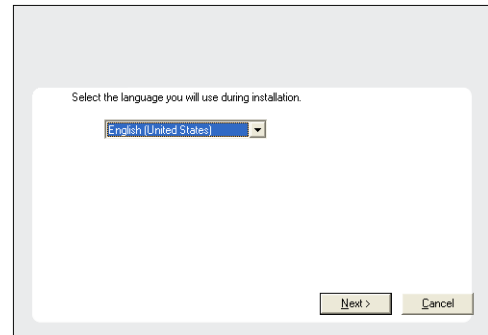 Select the language you will use during installation.
English (United States)
Next > Cancel